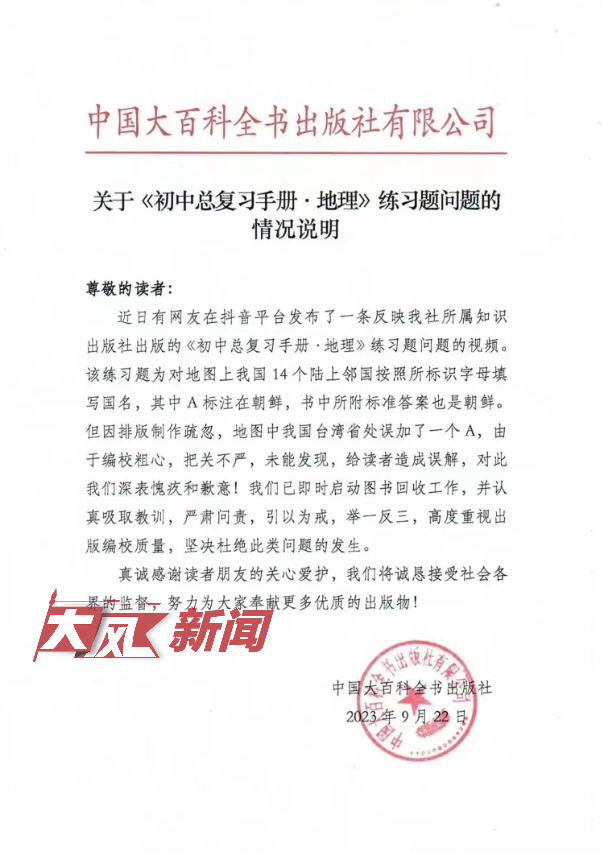 中国大百科全书出版社有限公司
关于《初中总复习手册·地理》练习题问题的
情况说明
尊敬的读者：
近日有网友在抖音平台发布了一条反映我社所属知识
出版社出版的《初中总复习手册·地理》练习题问题的视频。
该练习题为对地图上我国14个陆上邻国按照所标识字母填
写国名，其中A标注在朝鲜，书中所附标准答案也是朝鲜。
但因排版制作疏忽，地图中我国台湾省处误加了一个A，由
于编校粗心，把关不严，未能发现，给读者造成误解，对此
我们深表愧疚和歉意！我们已即时启动图书回收工作，并认
真吸取教训，严肃问责，引以为戒，举一反三，高度重视出
版编校质量，坚决杜绝此类问题的发生。
真诚感谢读者朋友的关心爱护，我们将诚恳接受社会各
界的监督，努力为大家奉献更多优质的出版物！
大风新闻
中国大百科全书出版社
2023年9月22日
中国大百科全书出版社有限公司